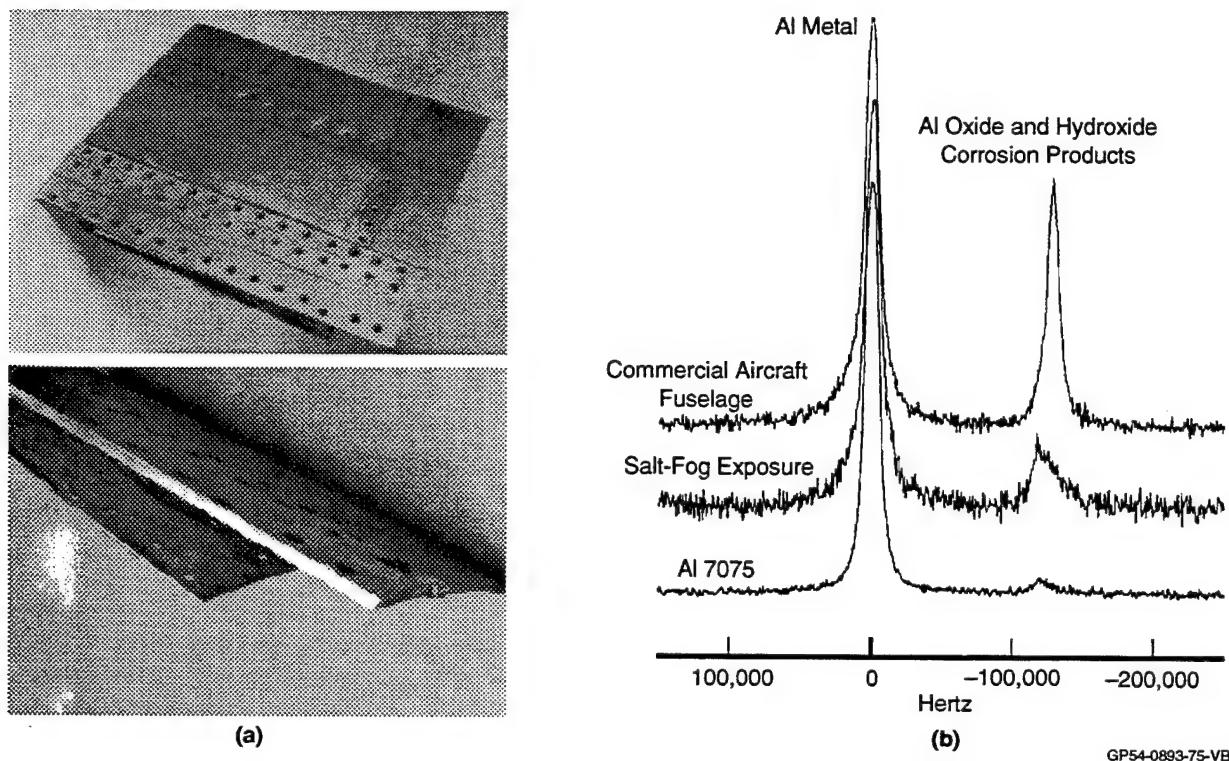 Al Metal
Al Oxide and Hydroxide
Corrosion Products
Commercial Aircraft
Fuselage
Salt-Fog Exposure
Al 7075
100,000 0 −100,000 −200,000
Hertz
(a)
(b)
GP54-0893-75-VB